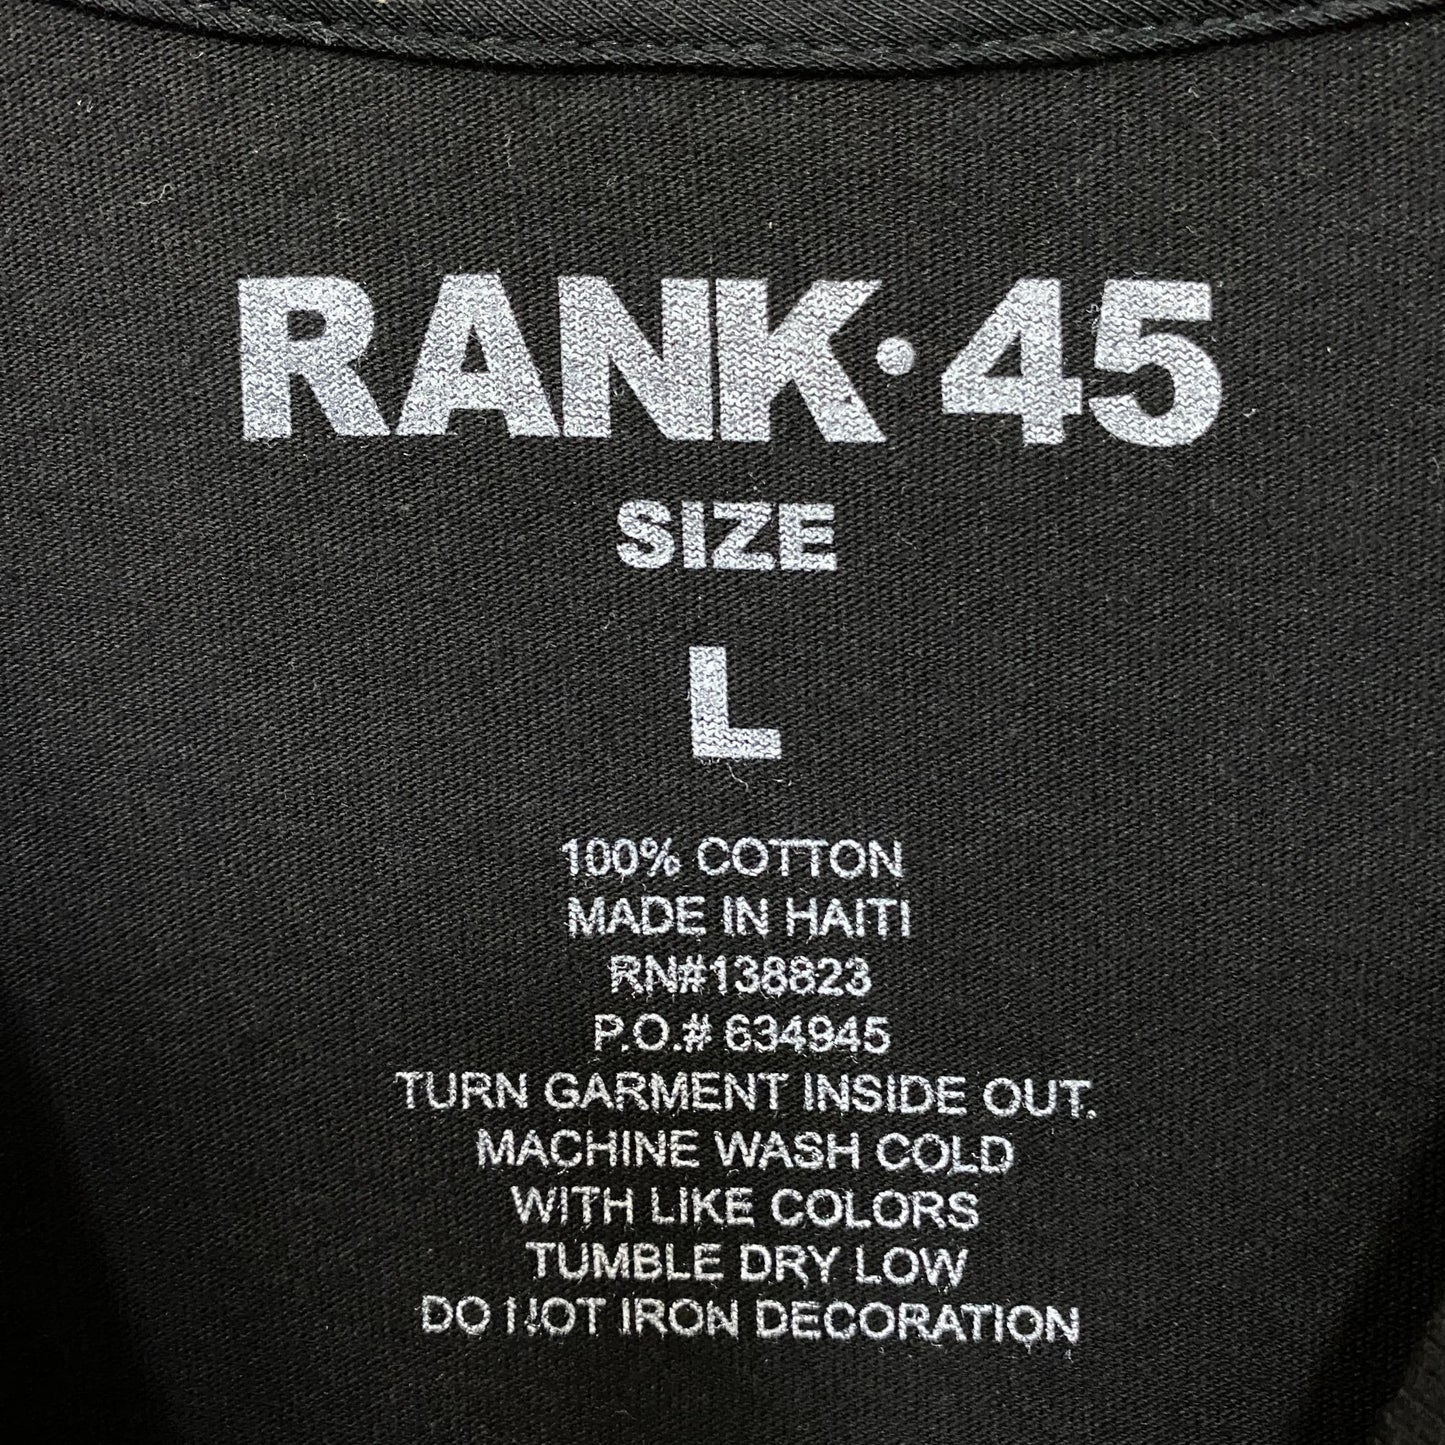 RANK·45
SIZE
L
100% COTTON
MADE IN HAITI
RN#138823
P.O.# 634945
TURN GARMENT INSIDE OUT.
MACHINE WASH COLD
WITH LIKE COLORS
TUMBLE DRY LOW
DO NOT IRON DECORATION